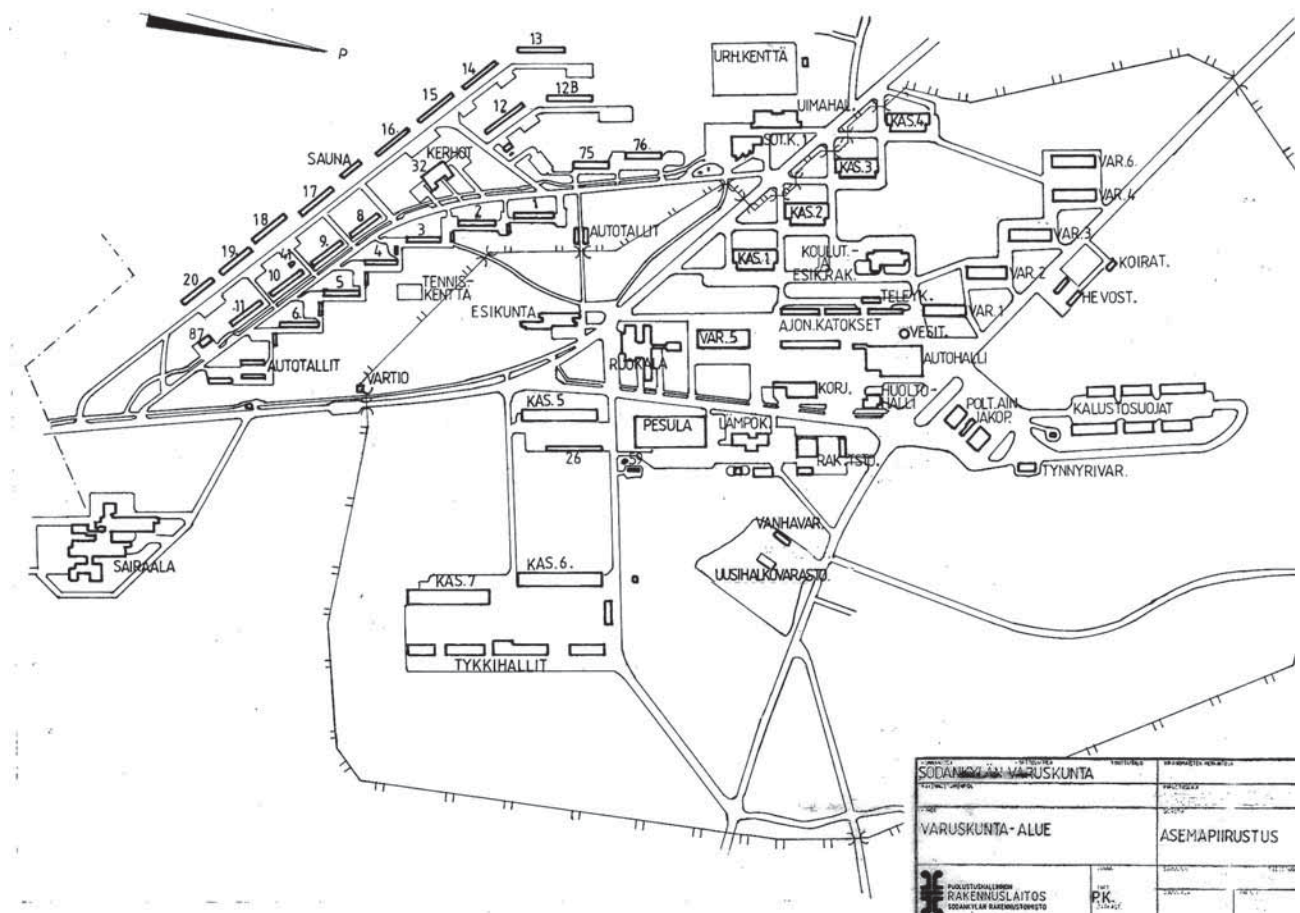 P
13
14
12B
15
12
16
SAUNA
KERHOT
32
17
18
19
20
41
8
9.
10
11
87
75
76.
URH.KENTTÄ
UIMAHAL.
SOT.K.1
KAS.4
KAS.3
KAS.2
KAS.1
VAR.6.
VAR.4
VAR.3
VAR.2
VAR.1
KOIRAT.
HEVOST.
1
2
3
4
5
6
AUTOTALLIT
TENNIS-
KENTTÄ
ESIKUNTA
KOULUT.-
JA
ESIK.RAK.
TELEYK.
AJON.KATOKSET
VESIT.
AUTOHALLI
VAR.5
RUOKALA
AUTOTALLIT
VARTIO
KORJ.
HUOLTO-
HALLI
POLT.AIN
JAKOP.
KALUSTOSUOJAT
TYNNYRIVAR.
KAS.5
26
59
PESULA
LÄMPÖK.
RAK.TSTO.
SAIRAALA
VANHAVAR.
UUSIHALKOVARASTO.
KAS.6.
KAS.7
TYKKIHALLIT
SODANKYLÄN VARUSKUNTA
VARUSKUNTA-ALUE
ASEMAPIIRUSTUS
PUOLUSTUSHALLINNON
RAKENNUSLAITOS
SODANKYLÄN RAKENNUSTOIMISTO
P.K.